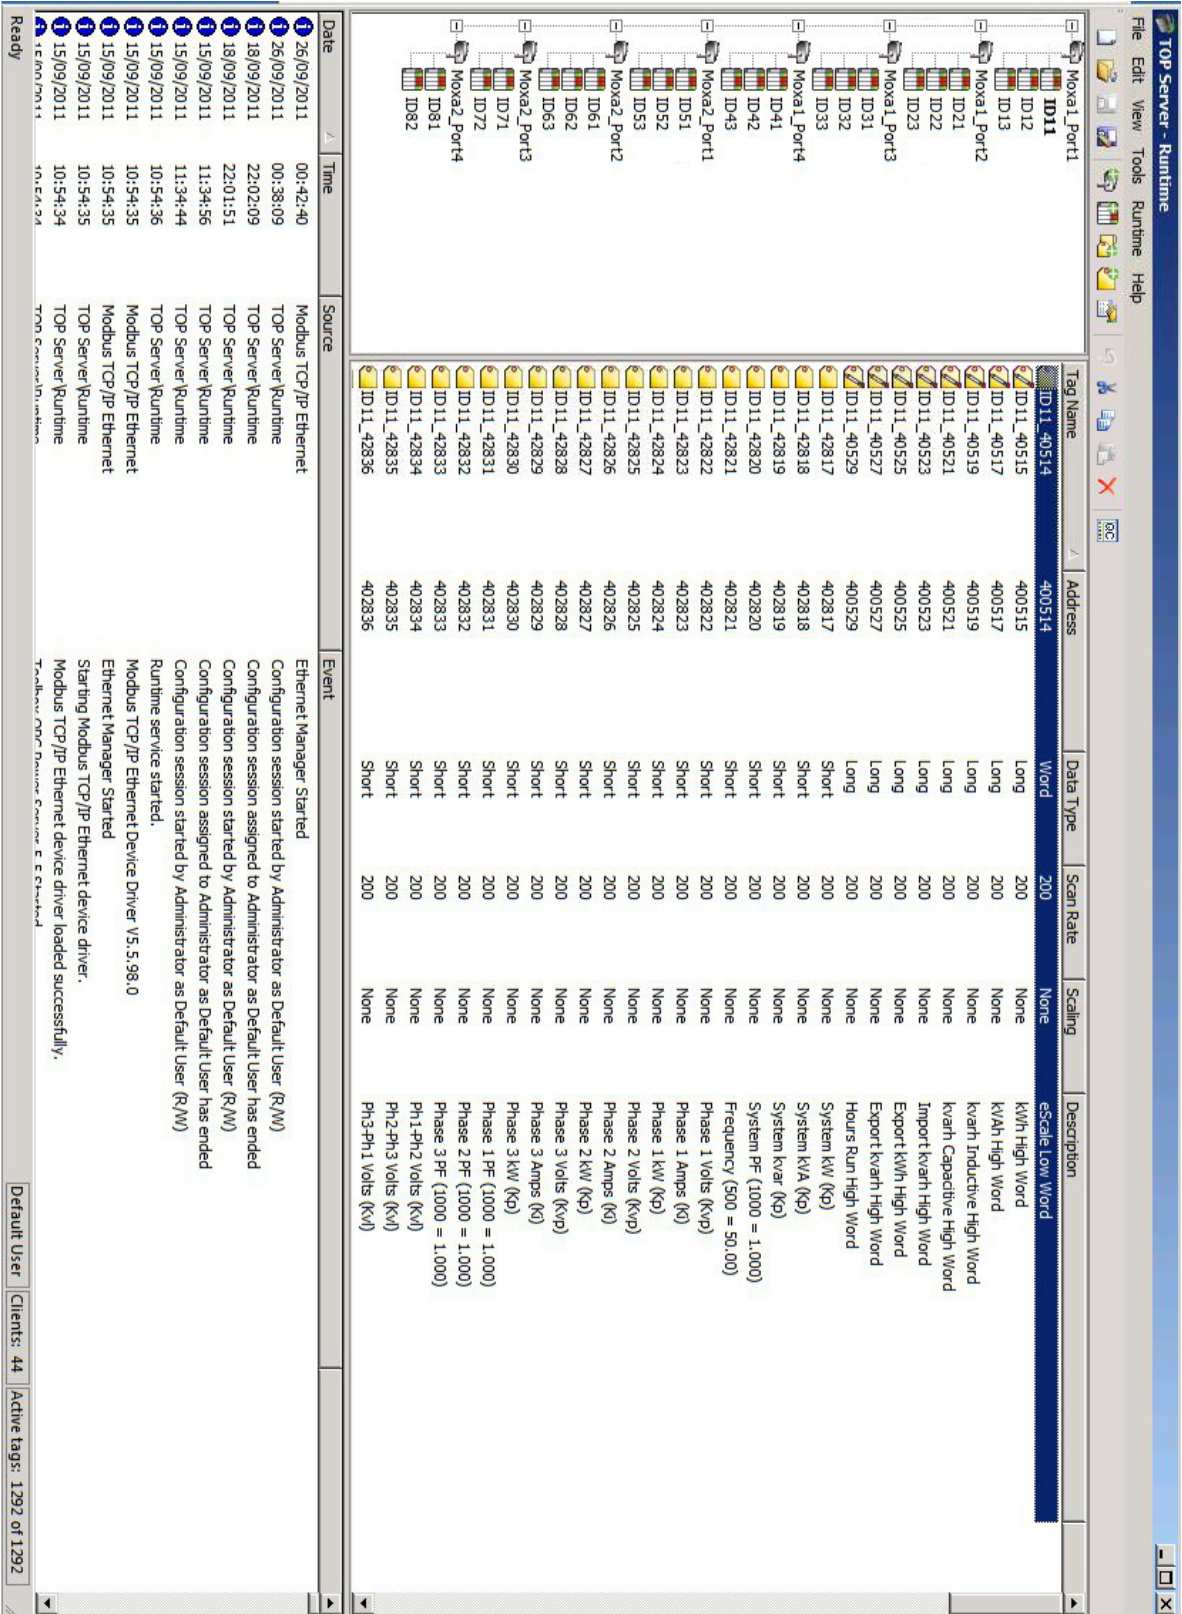 TOP Server - Runtime
File Edit View Tools Runtime Help
QC
Moxa1_Port1
ID11
ID12
ID13
Moxa1_Port2
ID21
ID22
ID23
Moxa1_Port3
ID31
ID32
ID33
Moxa1_Port4
ID41
ID42
ID43
Moxa2_Port1
ID51
ID52
ID53
Moxa2_Port2
ID61
ID62
ID63
Moxa2_Port3
ID71
ID72
Moxa2_Port4
ID81
ID82
Tag Name Address Data Type Scan Rate Scaling Description
ID11_40514 400514 Word 200 None eScale Low Word
ID11_40515 400515 Long 200 None kWh High Word
ID11_40517 400517 Long 200 None kVAh High Word
ID11_40519 400519 Long 200 None kvarh Inductive High Word
ID11_40521 400521 Long 200 None kvarh Capacitive High Word
ID11_40523 400523 Long 200 None Import kvarh High Word
ID11_40525 400525 Long 200 None Export kWh High Word
ID11_40527 400527 Long 200 None Export kvarh High Word
ID11_40529 400529 Long 200 None Hours Run High Word
ID11_42817 402817 Short 200 None System kW (Kp)
ID11_42818 402818 Short 200 None System kVA (Kp)
ID11_42819 402819 Short 200 None System kvar (Kp)
ID11_42820 402820 Short 200 None System PF (1000 = 1.000)
ID11_42821 402821 Short 200 None Frequency (500 = 50.00)
ID11_42822 402822 Short 200 None Phase 1 Volts (Kvp)
ID11_42823 402823 Short 200 None Phase 1 Amps (Ki)
ID11_42824 402824 Short 200 None Phase 1 kW (Kp)
ID11_42825 402825 Short 200 None Phase 2 Volts (Kvp)
ID11_42826 402826 Short 200 None Phase 2 Amps (Ki)
ID11_42827 402827 Short 200 None Phase 2 kW (Kp)
ID11_42828 402828 Short 200 None Phase 3 Volts (Kvp)
ID11_42829 402829 Short 200 None Phase 3 Amps (Ki)
ID11_42830 402830 Short 200 None Phase 3 kW (Kp)
ID11_42831 402831 Short 200 None Phase 1 PF (1000 = 1.000)
ID11_42832 402832 Short 200 None Phase 2 PF (1000 = 1.000)
ID11_42833 402833 Short 200 None Phase 3 PF (1000 = 1.000)
ID11_42834 402834 Short 200 None Ph1-Ph2 Volts (Kvl)
ID11_42835 402835 Short 200 None Ph2-Ph3 Volts (Kvl)
ID11_42836 402836 Short 200 None Ph3-Ph1 Volts (Kvl)
Date Time Source Event
26/09/2011 00:42:40 Modbus TCP/IP Ethernet Ethernet Manager Started
26/09/2011 00:38:09 TOP Server\Runtime Configuration session started by Administrator as Default User (R/W)
18/09/2011 22:02:09 TOP Server\Runtime Configuration session assigned to Administrator as Default User has ended
18/09/2011 22:01:51 TOP Server\Runtime Configuration session started by Administrator as Default User (R/W)
15/09/2011 11:34:56 TOP Server\Runtime Configuration session assigned to Administrator as Default User has ended
15/09/2011 11:34:44 TOP Server\Runtime Configuration session started by Administrator as Default User (R/W)
15/09/2011 10:54:36 TOP Server\Runtime Runtime service started.
15/09/2011 10:54:35 Modbus TCP/IP Ethernet Modbus TCP/IP Ethernet Device Driver V5.5.98.0
15/09/2011 10:54:35 Modbus TCP/IP Ethernet Ethernet Manager Started
15/09/2011 10:54:35 TOP Server\Runtime Starting Modbus TCP/IP Ethernet device driver.
15/09/2011 10:54:34 TOP Server\Runtime Modbus TCP/IP Ethernet device driver loaded successfully.
15/09/2011 10:54:34 TOP Server\Runtime
Ready Default User Clients: 44 Active tags: 1292 of 1292